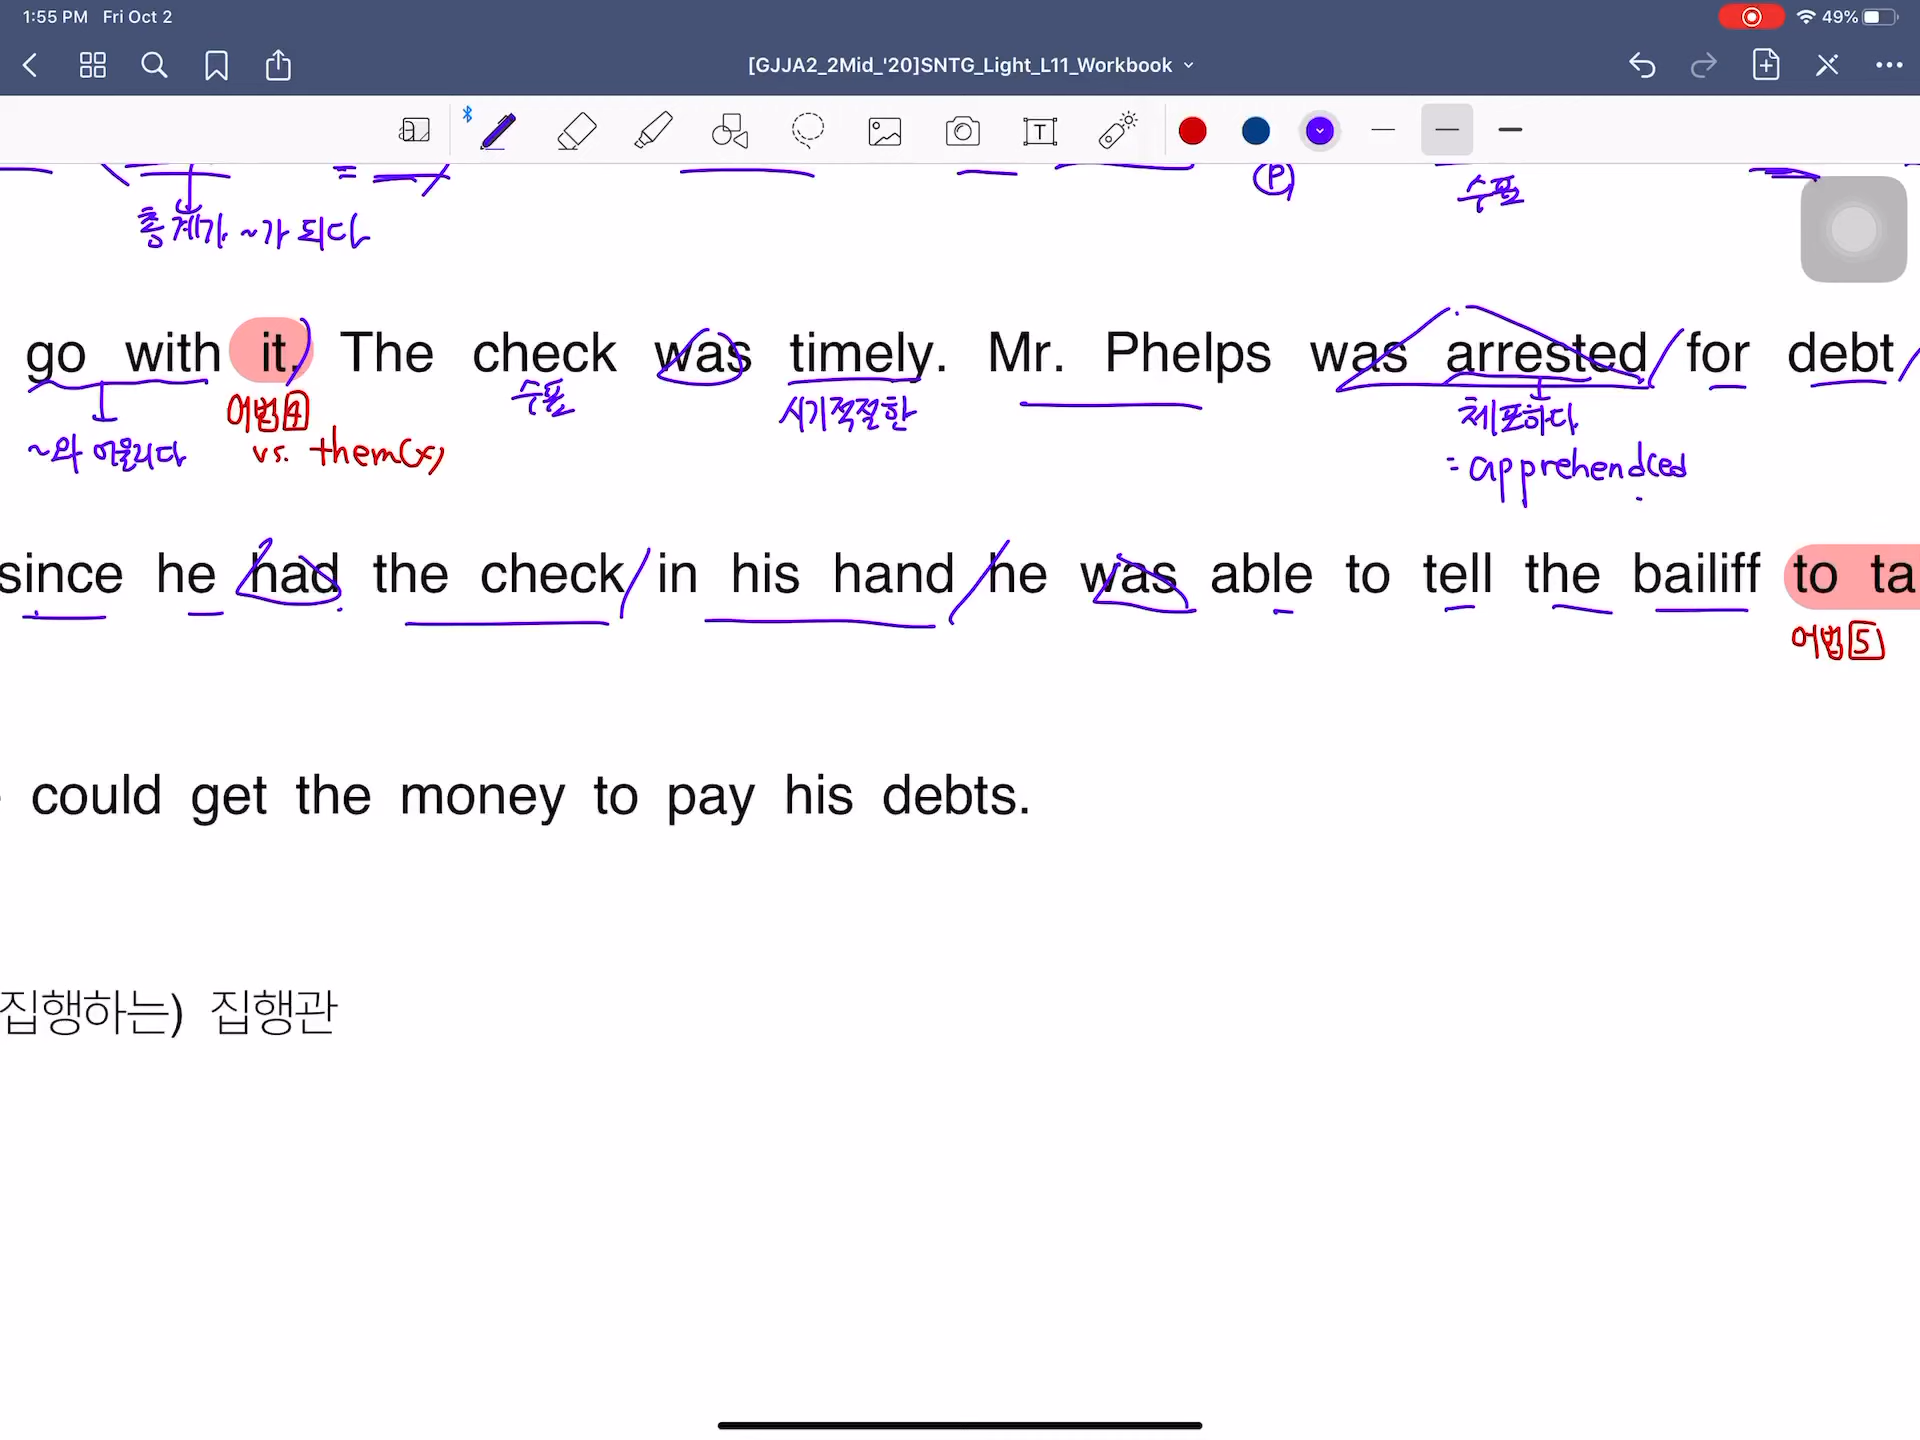 1:55 PM Fri Oct 2
49%
[GJJA2_2Mid_'20]SNTG_Light_L11_Workbook
P
수표
총계가 ~가 되다
go with it. The check was timely. Mr. Phelps was arrested for debt
어법 4
수표
시기적절한
체포하다
~와 어울리다
vs. them(x)
= apprehend(ed
since he had the check in his hand he was able to tell the bailiff to ta
어법 5
could get the money to pay his debts.
집행하는) 집행관